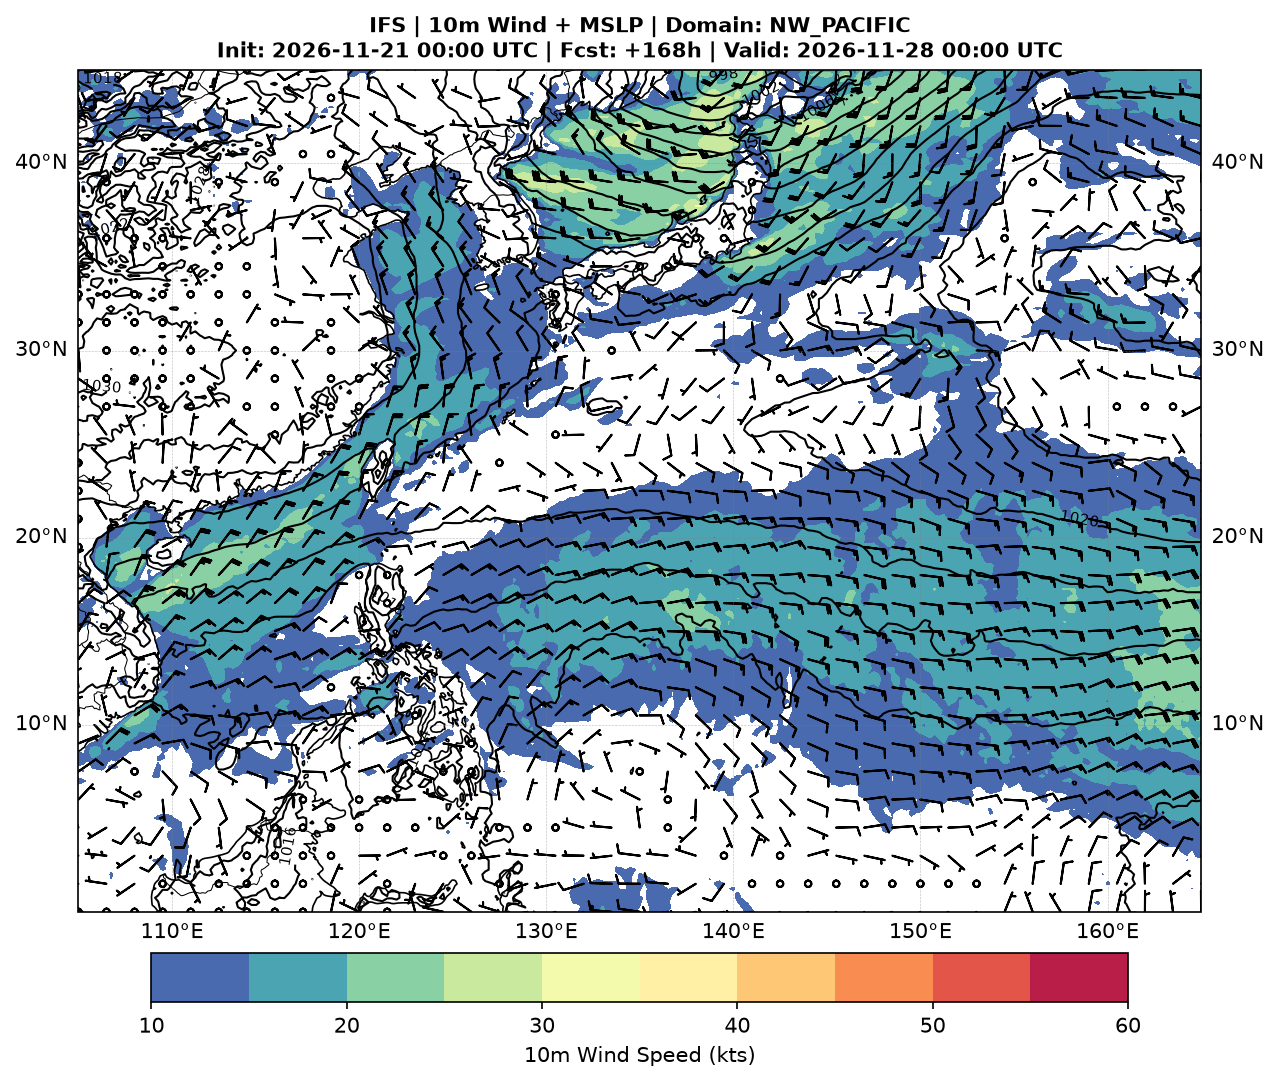 IFS | 10m Wind + MSLP | Domain: NW_PACIFIC
Init: 2026-11-21 00:00 UTC | Fcst: +168h | Valid: 2026-11-28 00:00 UTC
1018
998
1002
40°N
40°N
1030
30°N
30°N
1020
20°N
20°N
10°N
10°N
1016
110°E
120°E
130°E
140°E
150°E
160°E
10
20
30
40
50
60
10m Wind Speed (kts)